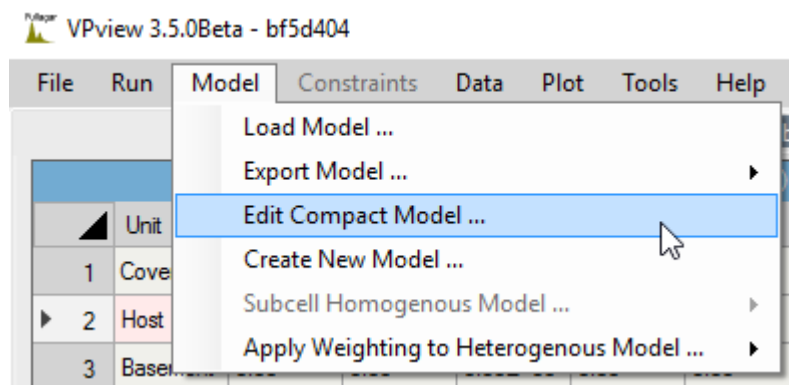 VPview 3.5.0Beta - bf5d404
File Run Model Constraints Data Plot Tools Help
Load Model ...
Export Model ...
Unit
Edit Compact Model ...
1
Create New Model ...
2 Host
Subcell Homogenous Model ...
3
Apply Weighting to Heterogenous Model ...